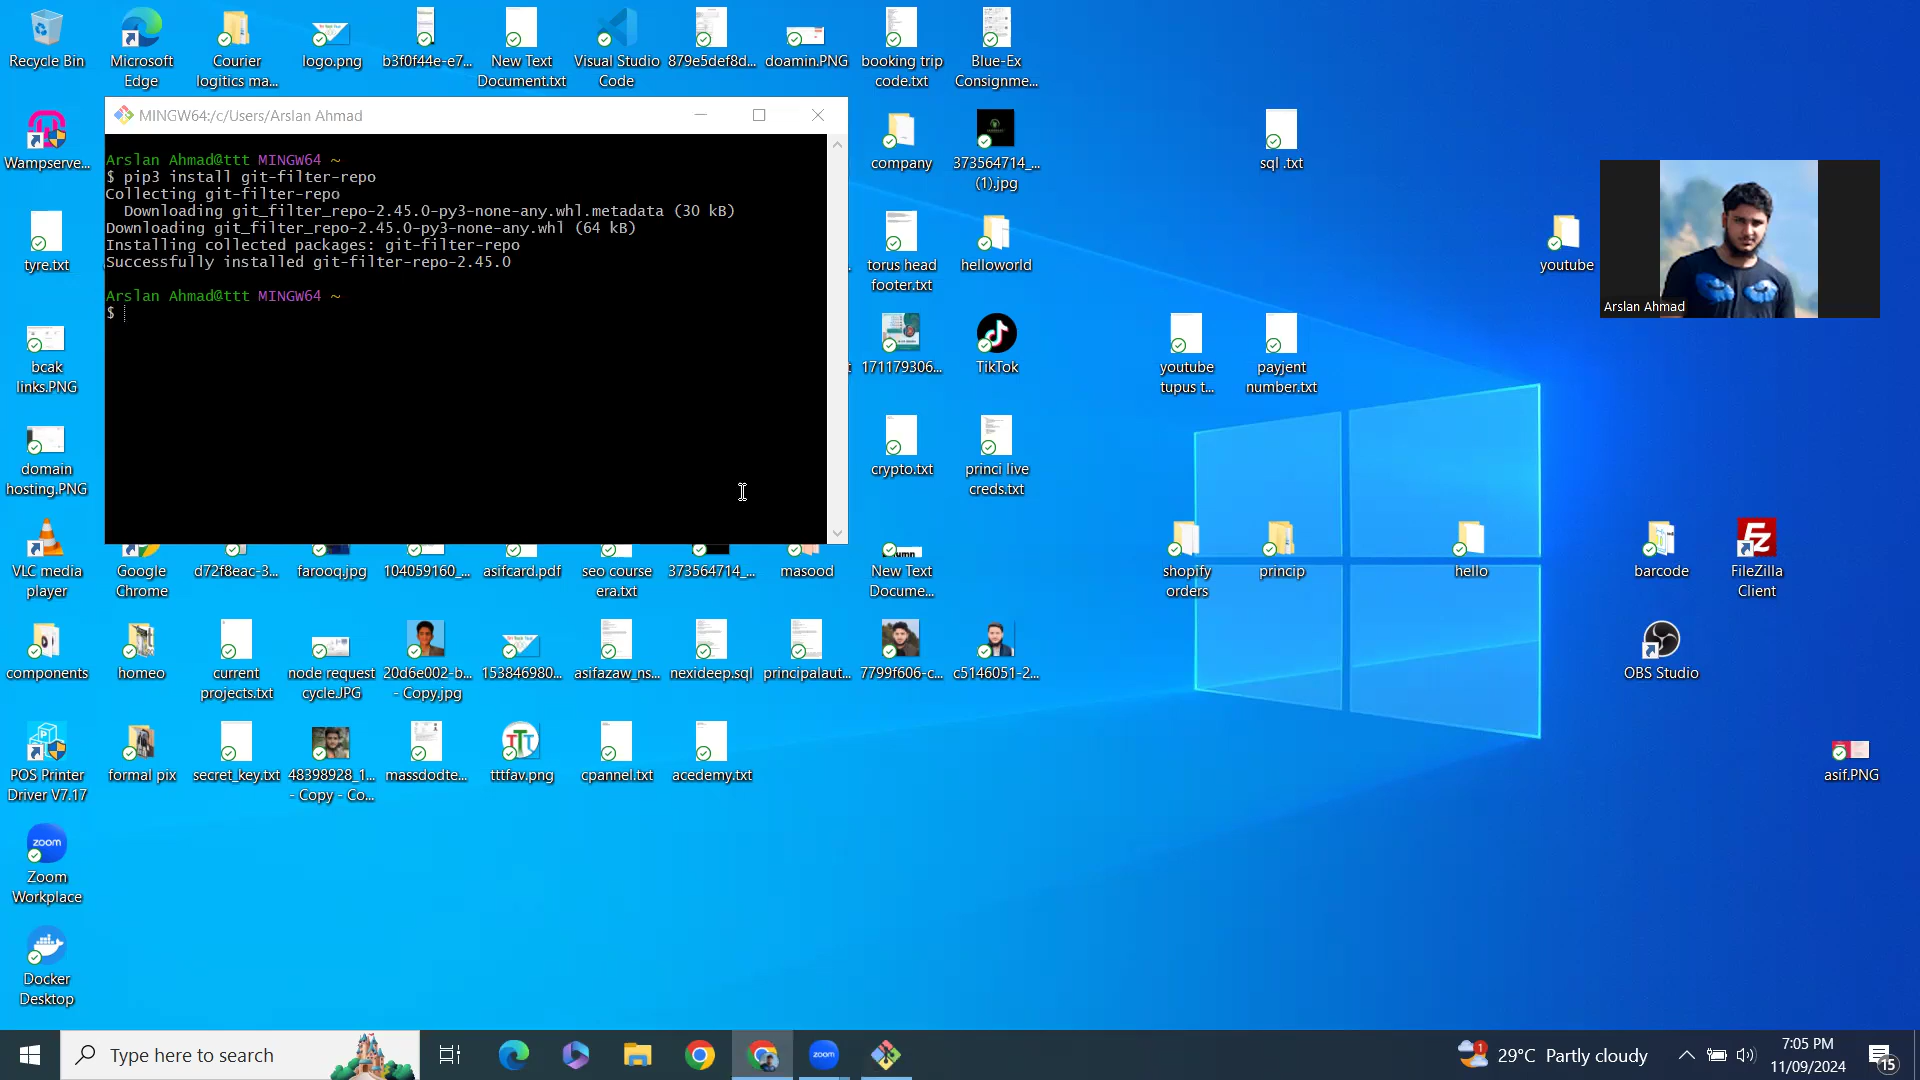 Recycle Bin
Microsoft
Edge
Courier
logitics ma...
logo.png
b3f0f44e-e7...
New Text
Document.txt
Visual Studio
Code
879e5def8d...
doamin.PNG
booking trip
code.txt
Blue-Ex
Consignme...
MINGW64:/c/Users/Arslan Ahmad
Arslan Ahmad@ttt MINGW64 ~
$ pip3 install git-filter-repo
Collecting git-filter-repo
Downloading git_filter_repo-2.45.0-py3-none-any.whl.metadata (30 kB)
Downloading git_filter_repo-2.45.0-py3-none-any.whl (64 kB)
Installing collected packages: git-filter-repo
Successfully installed git-filter-repo-2.45.0
Arslan Ahmad@ttt MINGW64 ~
$
Wampserve...
company
373564714_...
(1).jpg
sql .txt
tyre.txt
torus head
footer.txt
helloworld
youtube
Arslan Ahmad
bcak
links.PNG
171179306...
TikTok
youtube
tupus t...
payjent
number.txt
domain
hosting.PNG
crypto.txt
princi live
creds.txt
VLC media
player
Google
Chrome
d72f8eac-3...
farooq.jpg
104059160_...
asifcard.pdf
seo course
era.txt
373564714_...
masood
New Text
Docume...
shopify
orders
princip
hello
barcode
FileZilla
Client
components
homeo
current
projects.txt
node request
cycle.JPG
20d6e002-b...
- Copy.jpg
153846980...
asifazaw_ns...
nexideep.sql
principalaut...
7799f606-c...
c5146051-2...
OBS Studio
POS Printer
Driver V7.17
formal pix
secret_key.txt
48398928_1...
- Copy - Co...
massdodte...
TTT
tttfav.png
cpannel.txt
acedemy.txt
asif.PNG
zoom
Zoom
Workplace
Docker
Desktop
Type here to search
zoom
1
29°C Partly cloudy
7:05 PM
11/09/2024
15